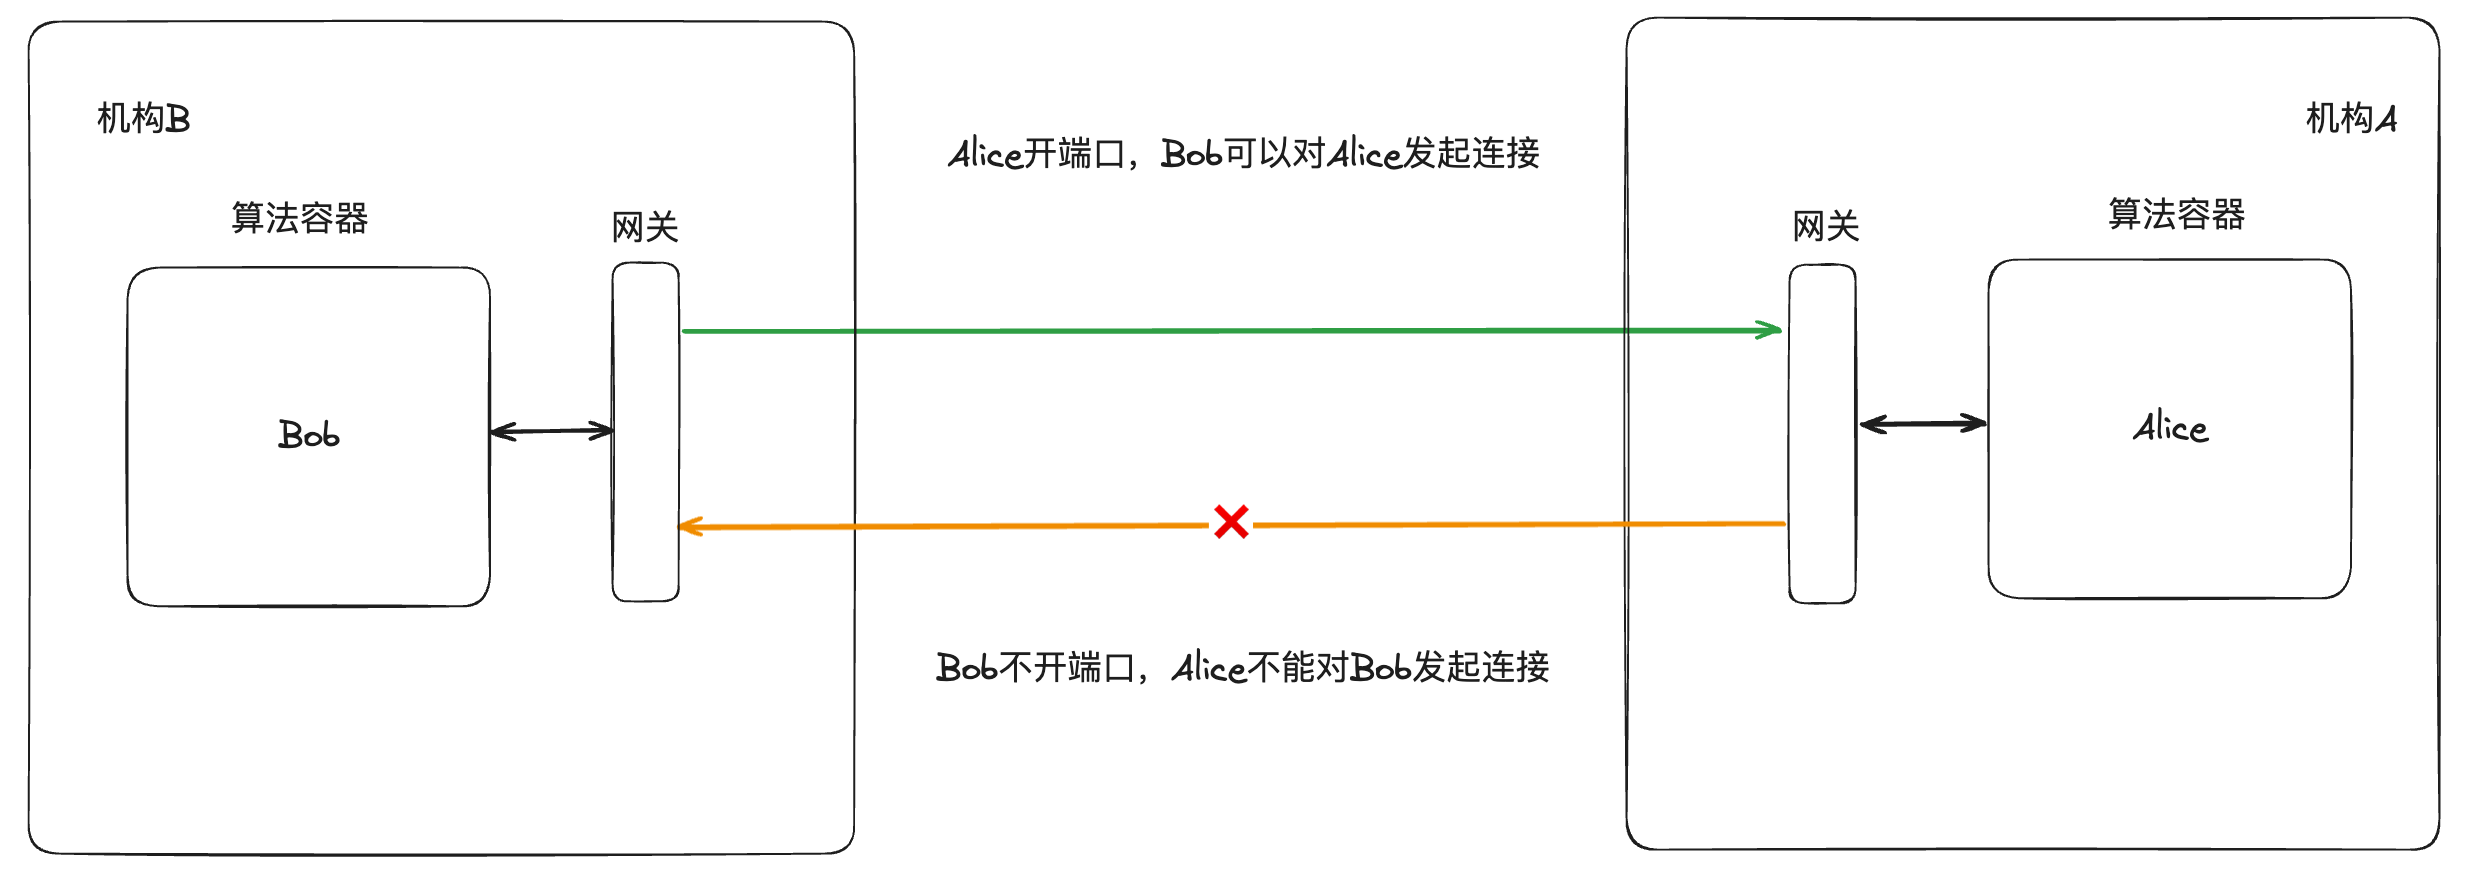 机构B
机构A
Alice开端口，Bob可以对Alice发起连接
算法容器
网关
网关
算法容器
Bob
Alice
Bob不开端口，Alice不能对Bob发起连接